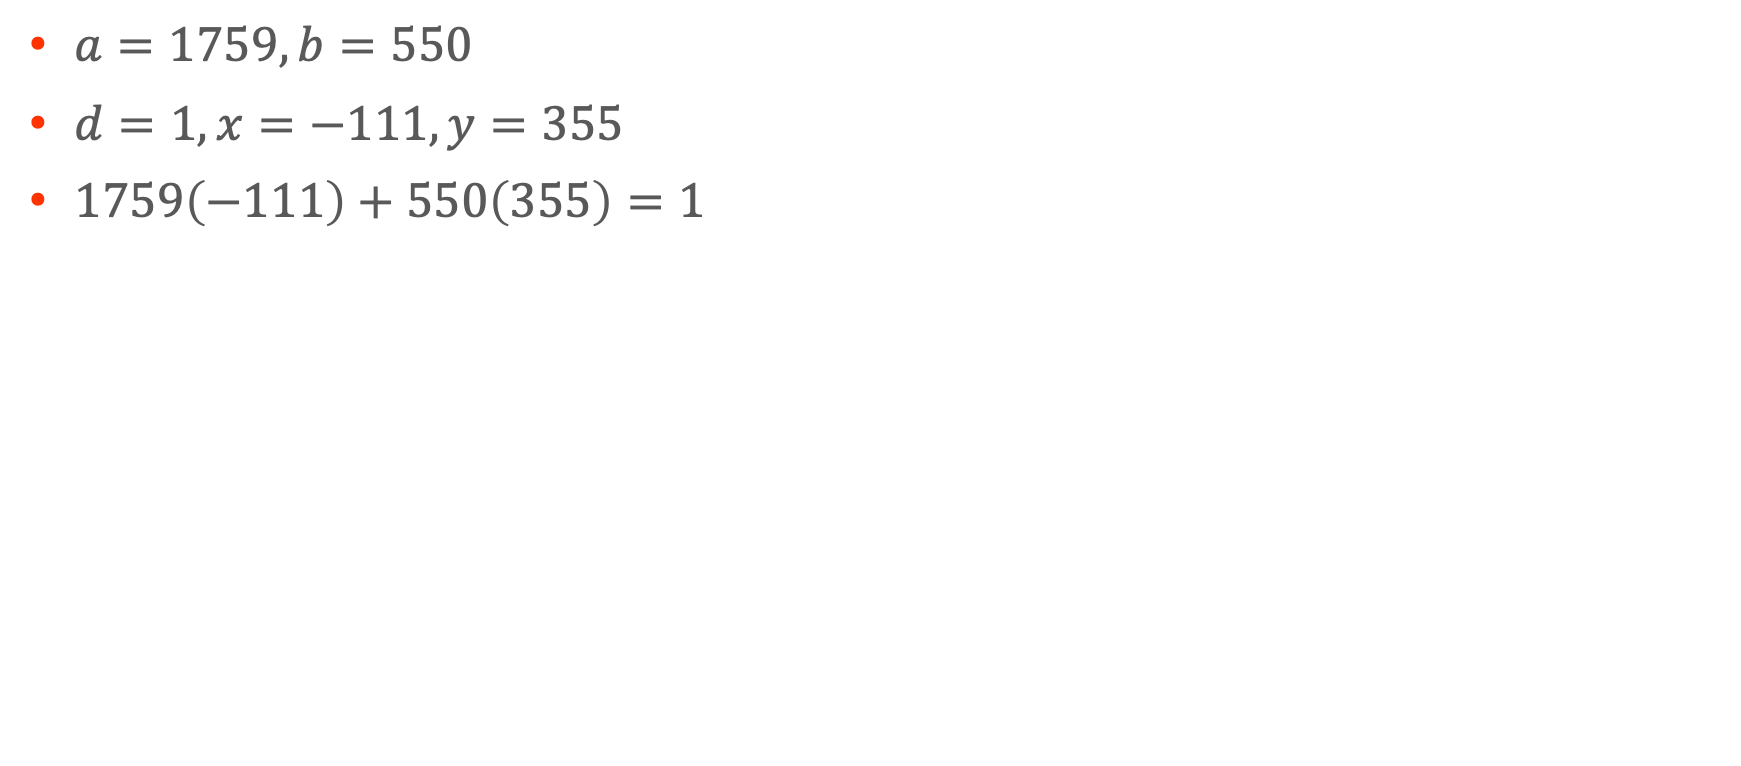 • a = 1759, b = 550
• d = 1, x = −111, y = 355
• 1759(−111) + 550(355) = 1